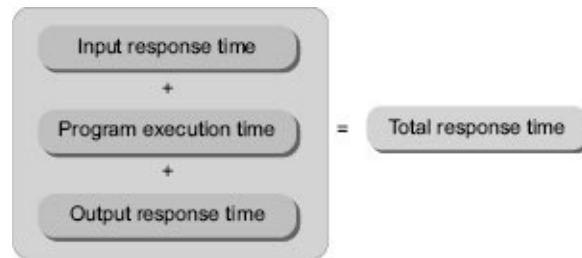 Input response time
+
Program execution time
=
Total response time
+
Output response time